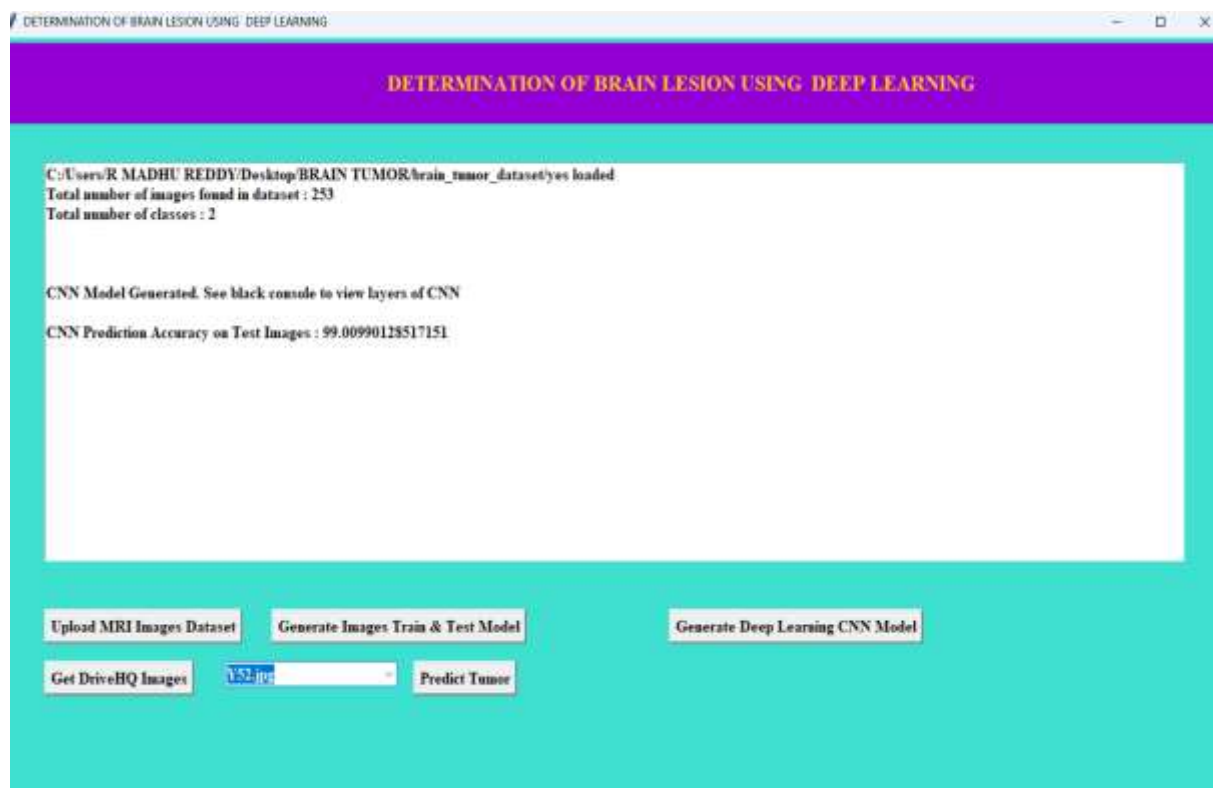 DETERMINATION OF BRAIN LESION USING DEEP LEARNING
DETERMINATION OF BRAIN LESION USING DEEP LEARNING
C:/Users/R MADHU REDDY/Desktop/BRAIN TUMOR/brain_tumor_dataset/yes loaded
Total number of images found in dataset : 253
Total number of classes : 2
CNN Model Generated. See black console to view layers of CNN
CNN Prediction Accuracy on Test Images : 99.00990128517151
Upload MRI Images Dataset
Generate Images Train & Test Model
Generate Deep Learning CNN Model
Get DriveHQ Images
Predict Tumor